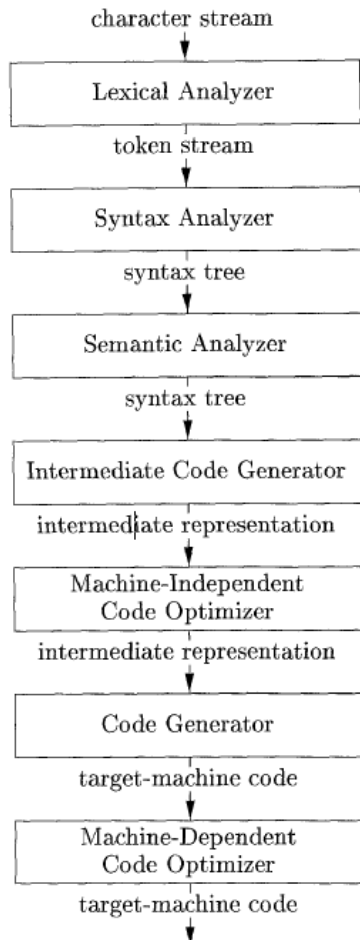 character stream
Lexical Analyzer
token stream
Syntax Analyzer
syntax tree
Semantic Analyzer
syntax tree
Intermediate Code Generator
intermediate representation
Machine-Independent
Code Optimizer
intermediate representation
Code Generator
target-machine code
Machine-Dependent
Code Optimizer
target-machine code